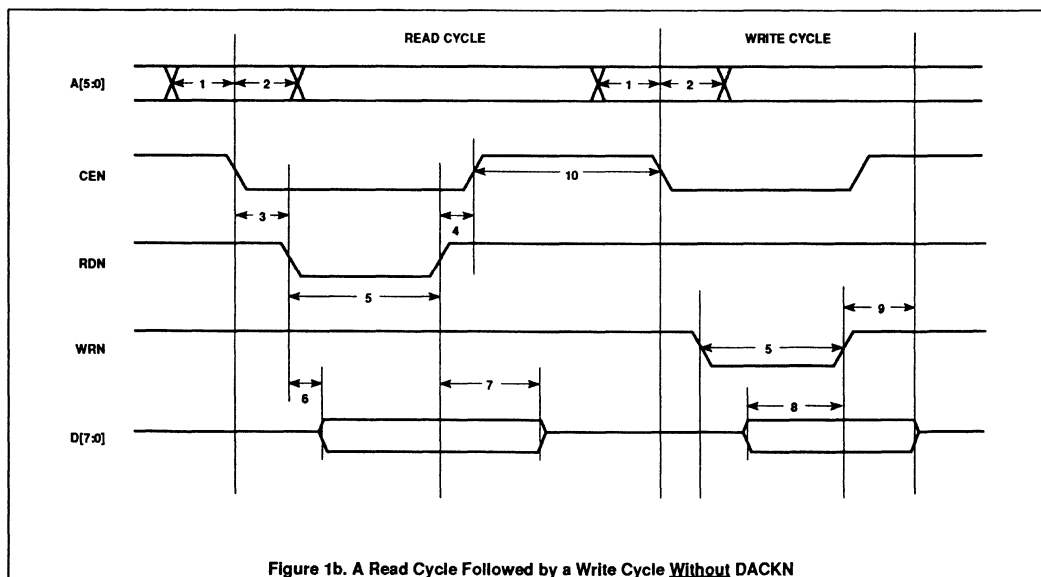 READ CYCLE WRITE CYCLE
A[5:0] 1 2 1 2
CEN 10
3 4
RDN
5 9
WRN 5
6 7
8
D[7:0]
Figure 1b. A Read Cycle Followed by a Write Cycle Without DACKN